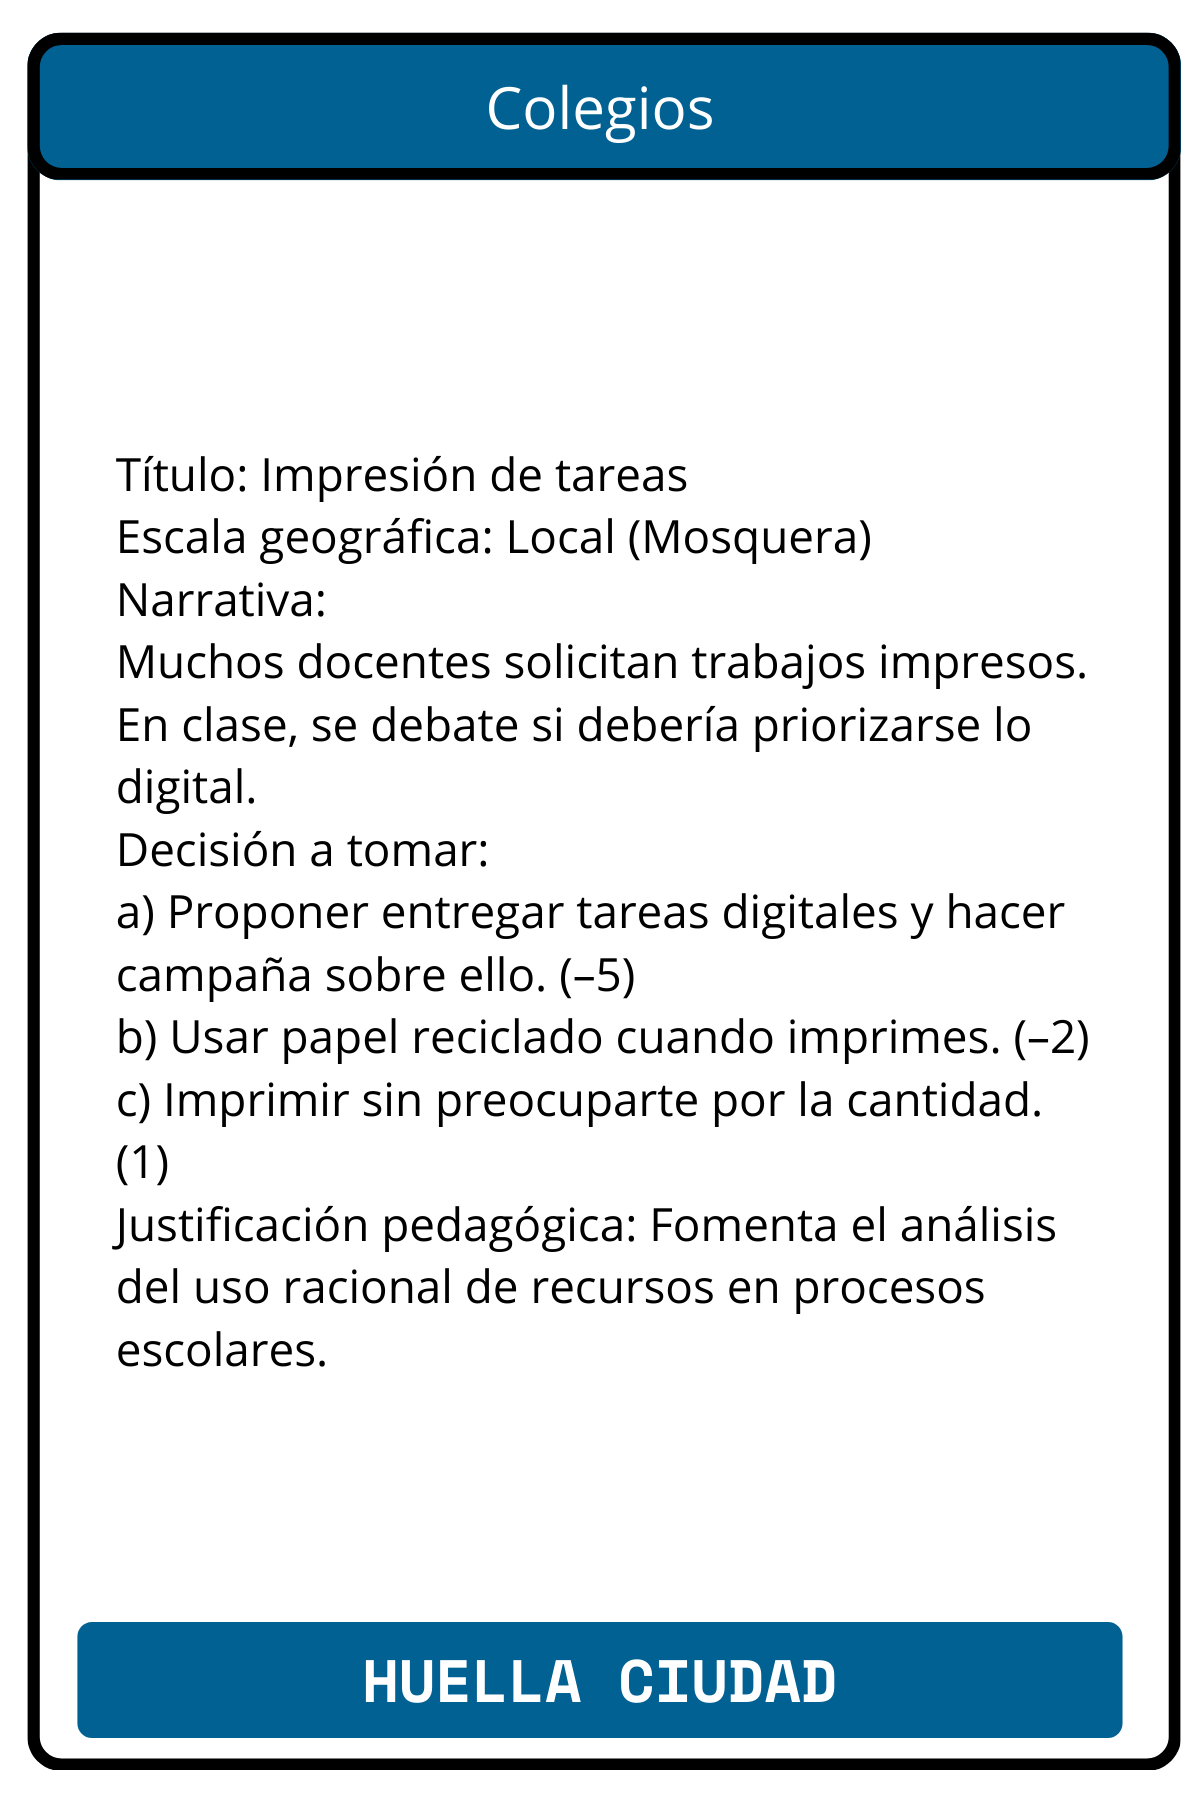 Colegios
Título: Impresión de tareas
Escala geográfica: Local (Mosquera)
Narrativa:
Muchos docentes solicitan trabajos impresos.
En clase, se debate si debería priorizarse lo
digital.
Decisión a tomar:
a) Proponer entregar tareas digitales y hacer
campaña sobre ello. (–5)
b) Usar papel reciclado cuando imprimes. (–2)
c) Imprimir sin preocuparte por la cantidad.
(1)
Justificación pedagógica: Fomenta el análisis
del uso racional de recursos en procesos
escolares.
HUELLA CIUDAD